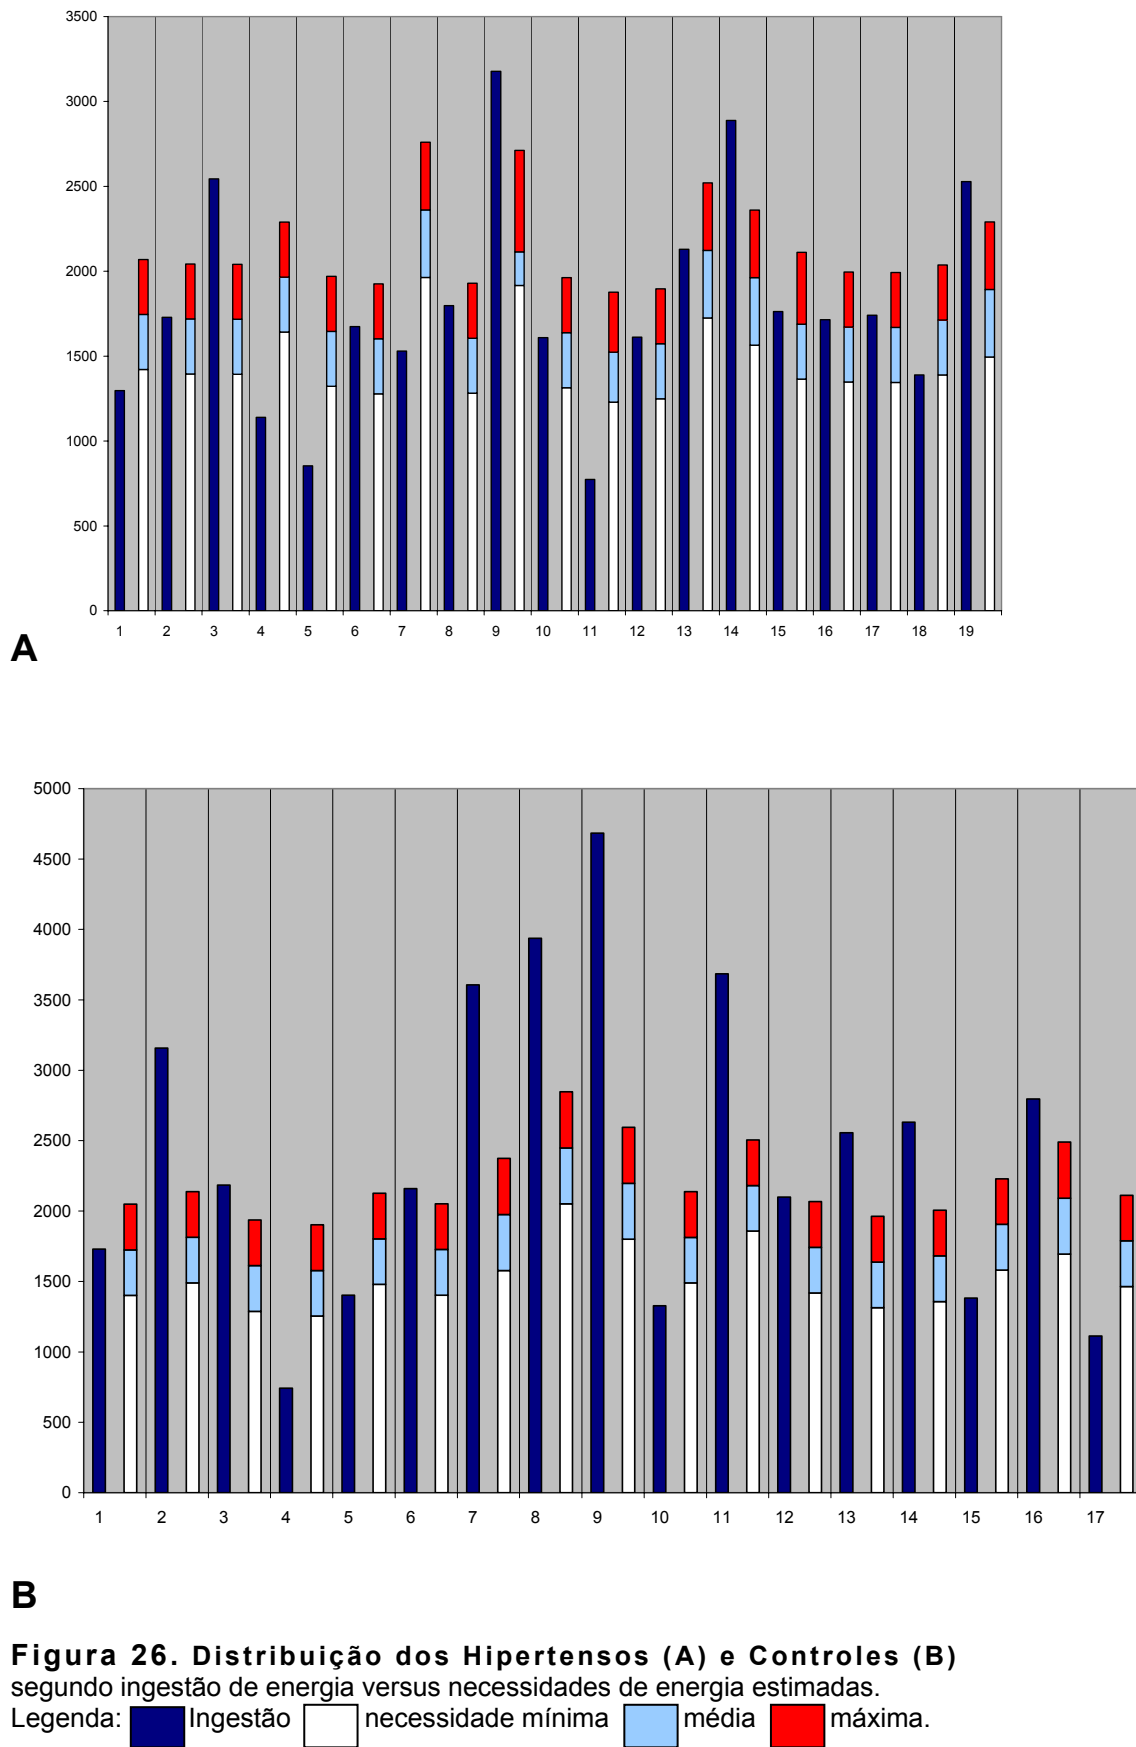 3500
3000
2500
2000
1500
1000
500
0
1 2 3 4 5 6 7 8 9 10 11 12 13 14 15 16 17 18 19
A
5000
4500
4000
3500
3000
2500
2000
1500
1000
500
0
1 2 3 4 5 6 7 8 9 10 11 12 13 14 15 16 17
B
Figura 26. Distribuição dos Hipertensos (A) e Controles (B)
segundo ingestão de energia versus necessidades de energia estimadas.
Legenda: Ingestão necessidade mínima média máxima.